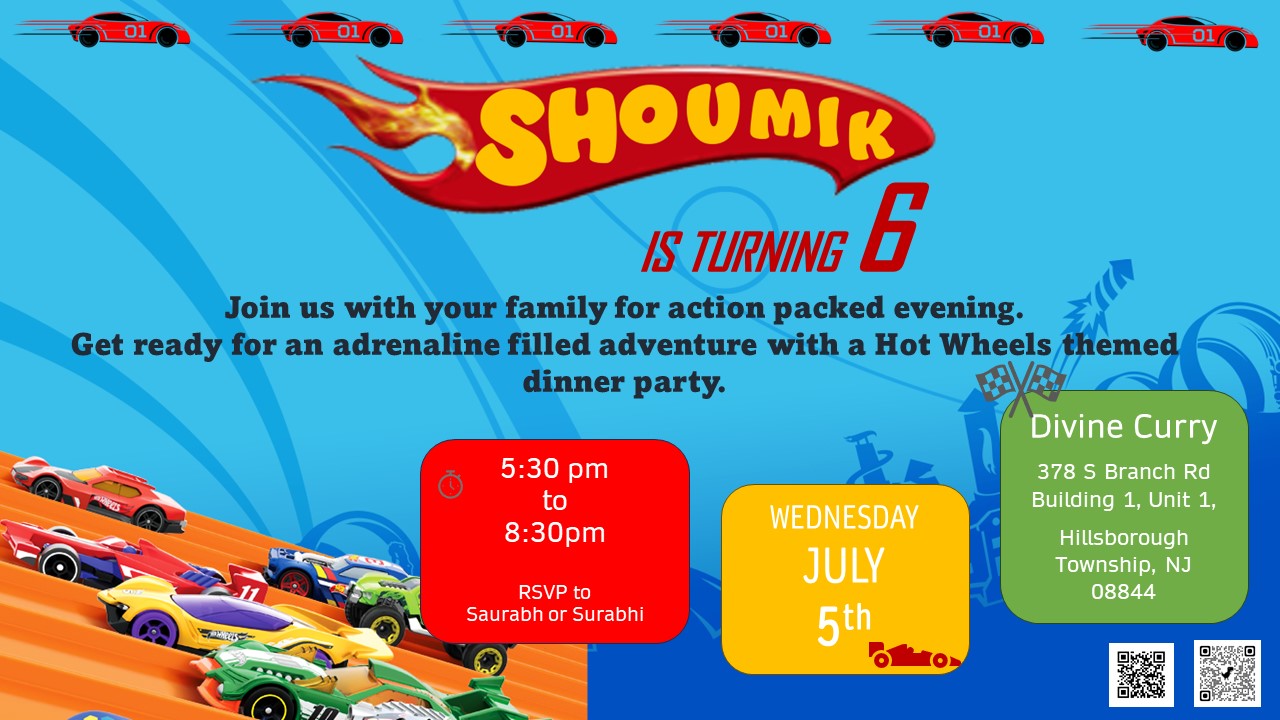 01 01 01 01 01 01
SHOUMIK
IS TURNING 6
Join us with your family for action packed evening.
Get ready for an adrenaline filled adventure with a Hot Wheels themed
dinner party.
5:30 pm
to
8:30pm
RSVP to
Saurabh or Surabhi
WEDNESDAY
JULY
5th
Divine Curry
378 S Branch Rd
Building 1, Unit 1,
Hillsborough
Township, NJ
08844
11